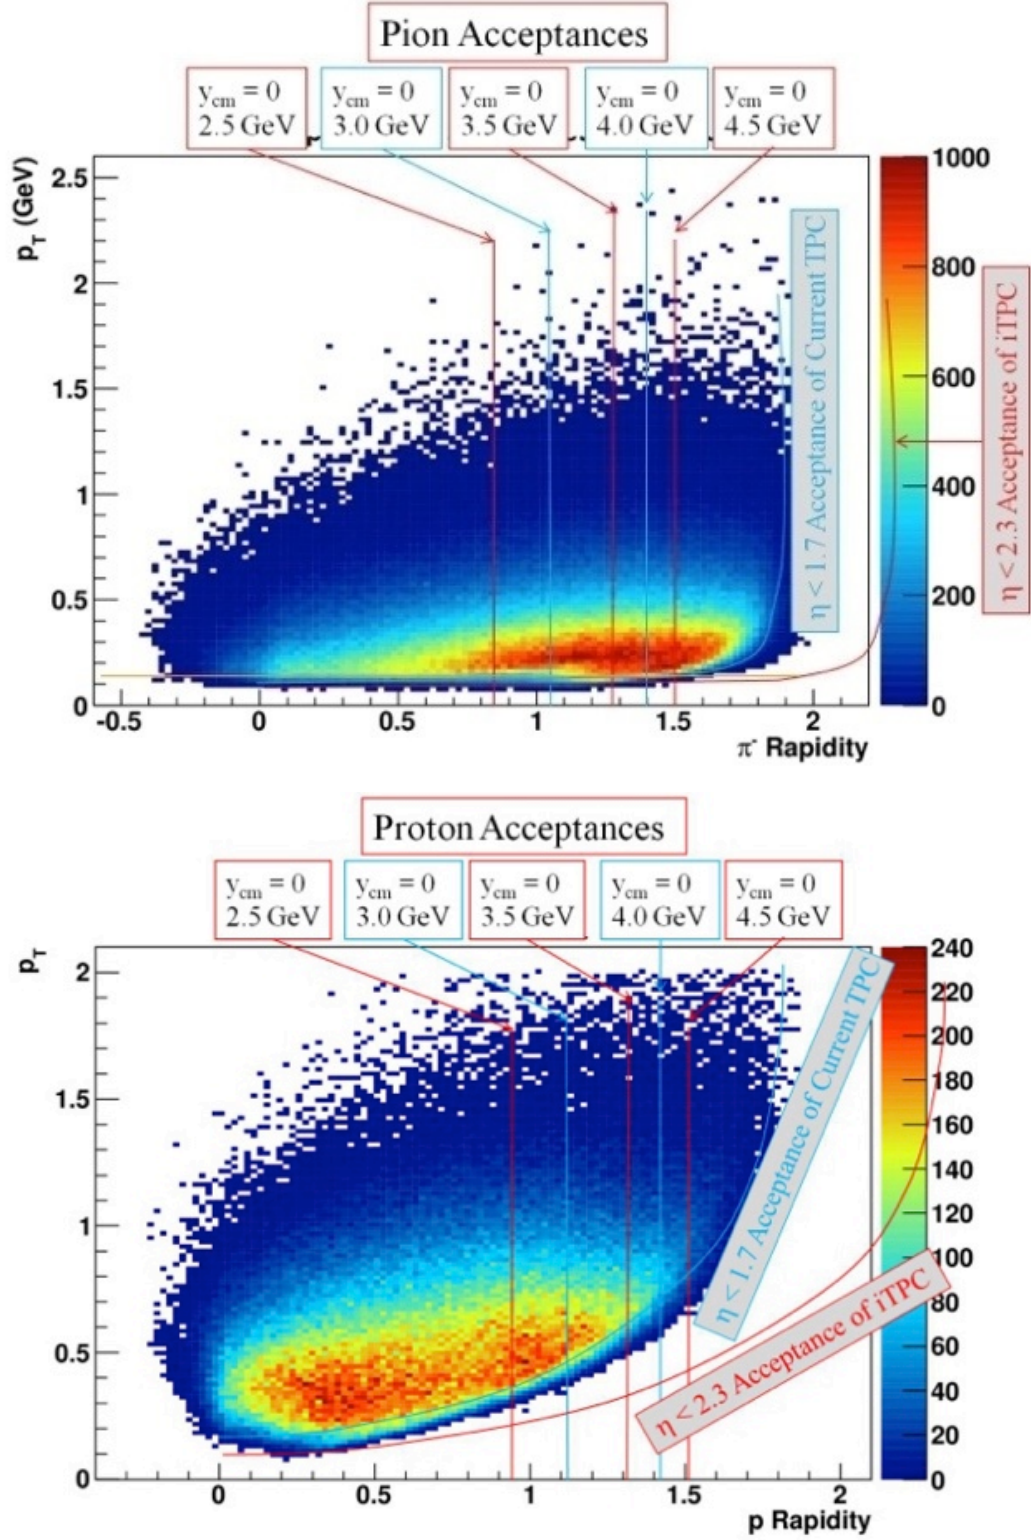 Pion Acceptances
y_cm = 0
2.5 GeV
y_cm = 0
3.0 GeV
y_cm = 0
3.5 GeV
y_cm = 0
4.0 GeV
y_cm = 0
4.5 GeV
p_T (GeV)
2.5
2
1.5
1
0.5
0
-0.5
0
0.5
1
1.5
2
π⁻ Rapidity
η < 1.7 Acceptance of Current TPC
1000
800
600
400
200
0
η < 2.3 Acceptance of iTPC
Proton Acceptances
y_cm = 0
2.5 GeV
y_cm = 0
3.0 GeV
y_cm = 0
3.5 GeV
y_cm = 0
4.0 GeV
y_cm = 0
4.5 GeV
p_T
2
1.5
1
0.5
0
0
0.5
1
1.5
2
p Rapidity
η < 1.7 Acceptance of Current TPC
η < 2.3 Acceptance of iTPC
240
220
200
180
160
140
120
100
80
60
40
20
0